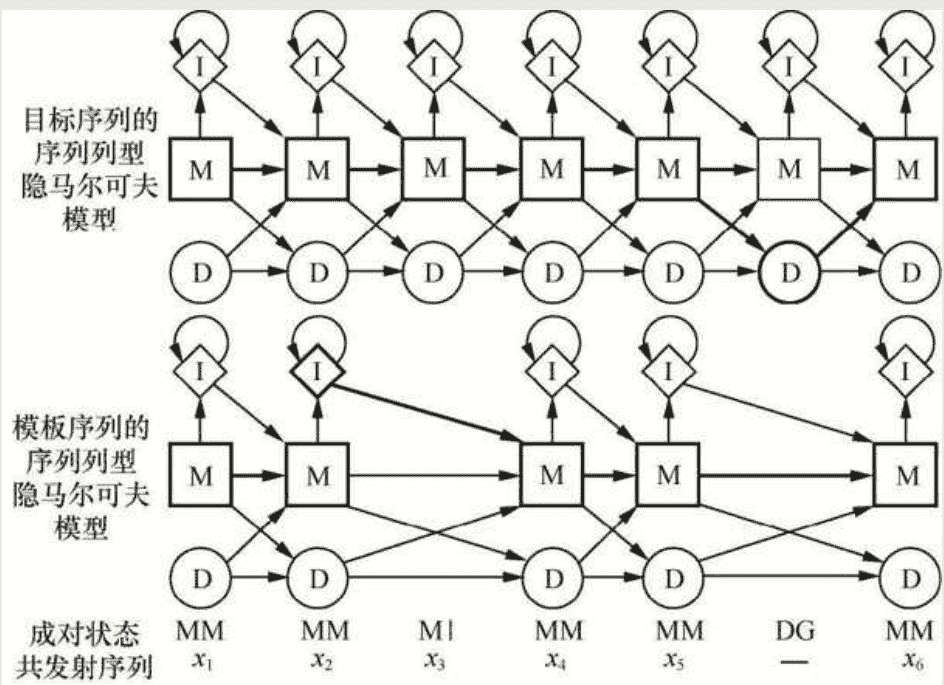 I I I I I I I
目标序列的
序列列型
隐马尔可夫
模型
M M M M M M M
D D D D D D D
I I I I I
模板序列的
序列列型
隐马尔可夫
模型
M M M M M
D D D D D
成对状态 MM MM MI MM MM DG MM
共发射序列 x₁ x₂ x₃ x₄ x₅ — x₆